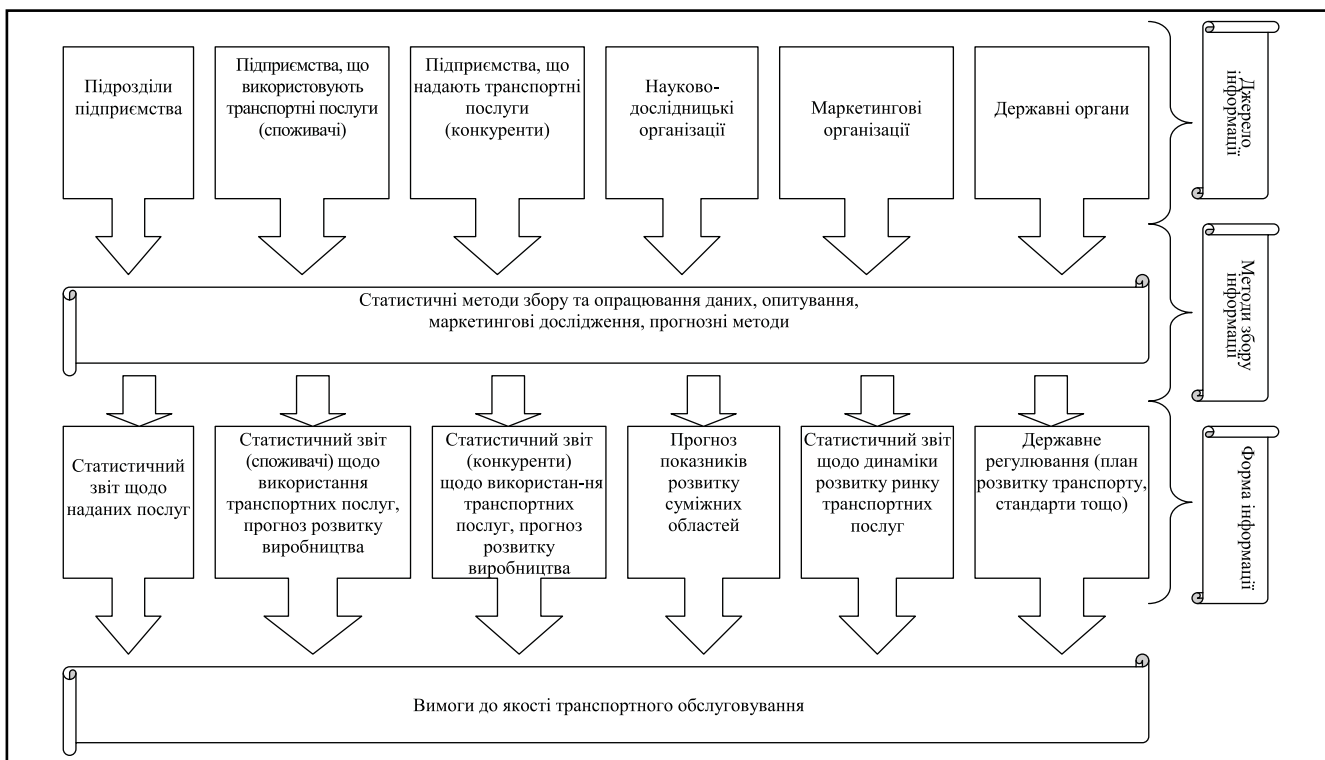 Підрозділи
підприємства
Підприємства, що
використовують
транспортні послуги
(споживачі)
Підприємства, що
надають транспортні
послуги
(конкуренти)
Науково-
дослідницькі
організації
Маркетингові
організації
Державні органи
Джерело
інформації
Статистичні методи збору та опрацювання даних, опитування,
маркетингові дослідження, прогнозні методи
Методи збору
інформації
Статистичний
звіт щодо
наданих послуг
Статистичний звіт
(споживачі) щодо
використання
транспортних послуг,
прогноз розвитку
виробництва
Статистичний звіт
(конкуренти)
щодо використан-ня
транспортних
послуг, прогноз
розвитку
виробництва
Прогноз
показників
розвитку
суміжних
областей
Статистичний звіт
щодо динаміки
розвитку ринку
транспортних
послуг
Державне
регулювання (план
розвитку транспорту,
стандарти тощо)
Форма інформації
Вимоги до якості транспортного обслуговування